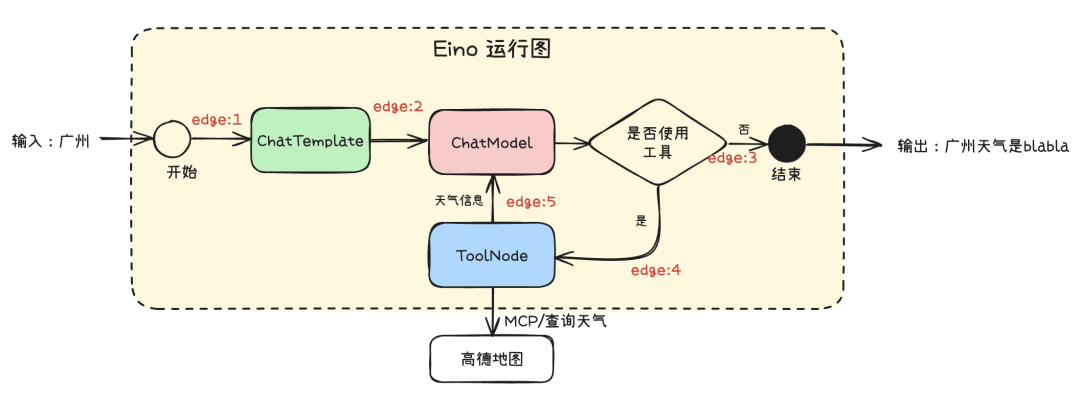 Eino 运行图
输入：广州
edge:1
开始
ChatTemplate
edge:2
ChatModel
是否使用
工具
否
edge:3
结束
输出：广州天气是blabla
天气信息
edge:5
是
edge:4
ToolNode
MCP/查询天气
高德地图